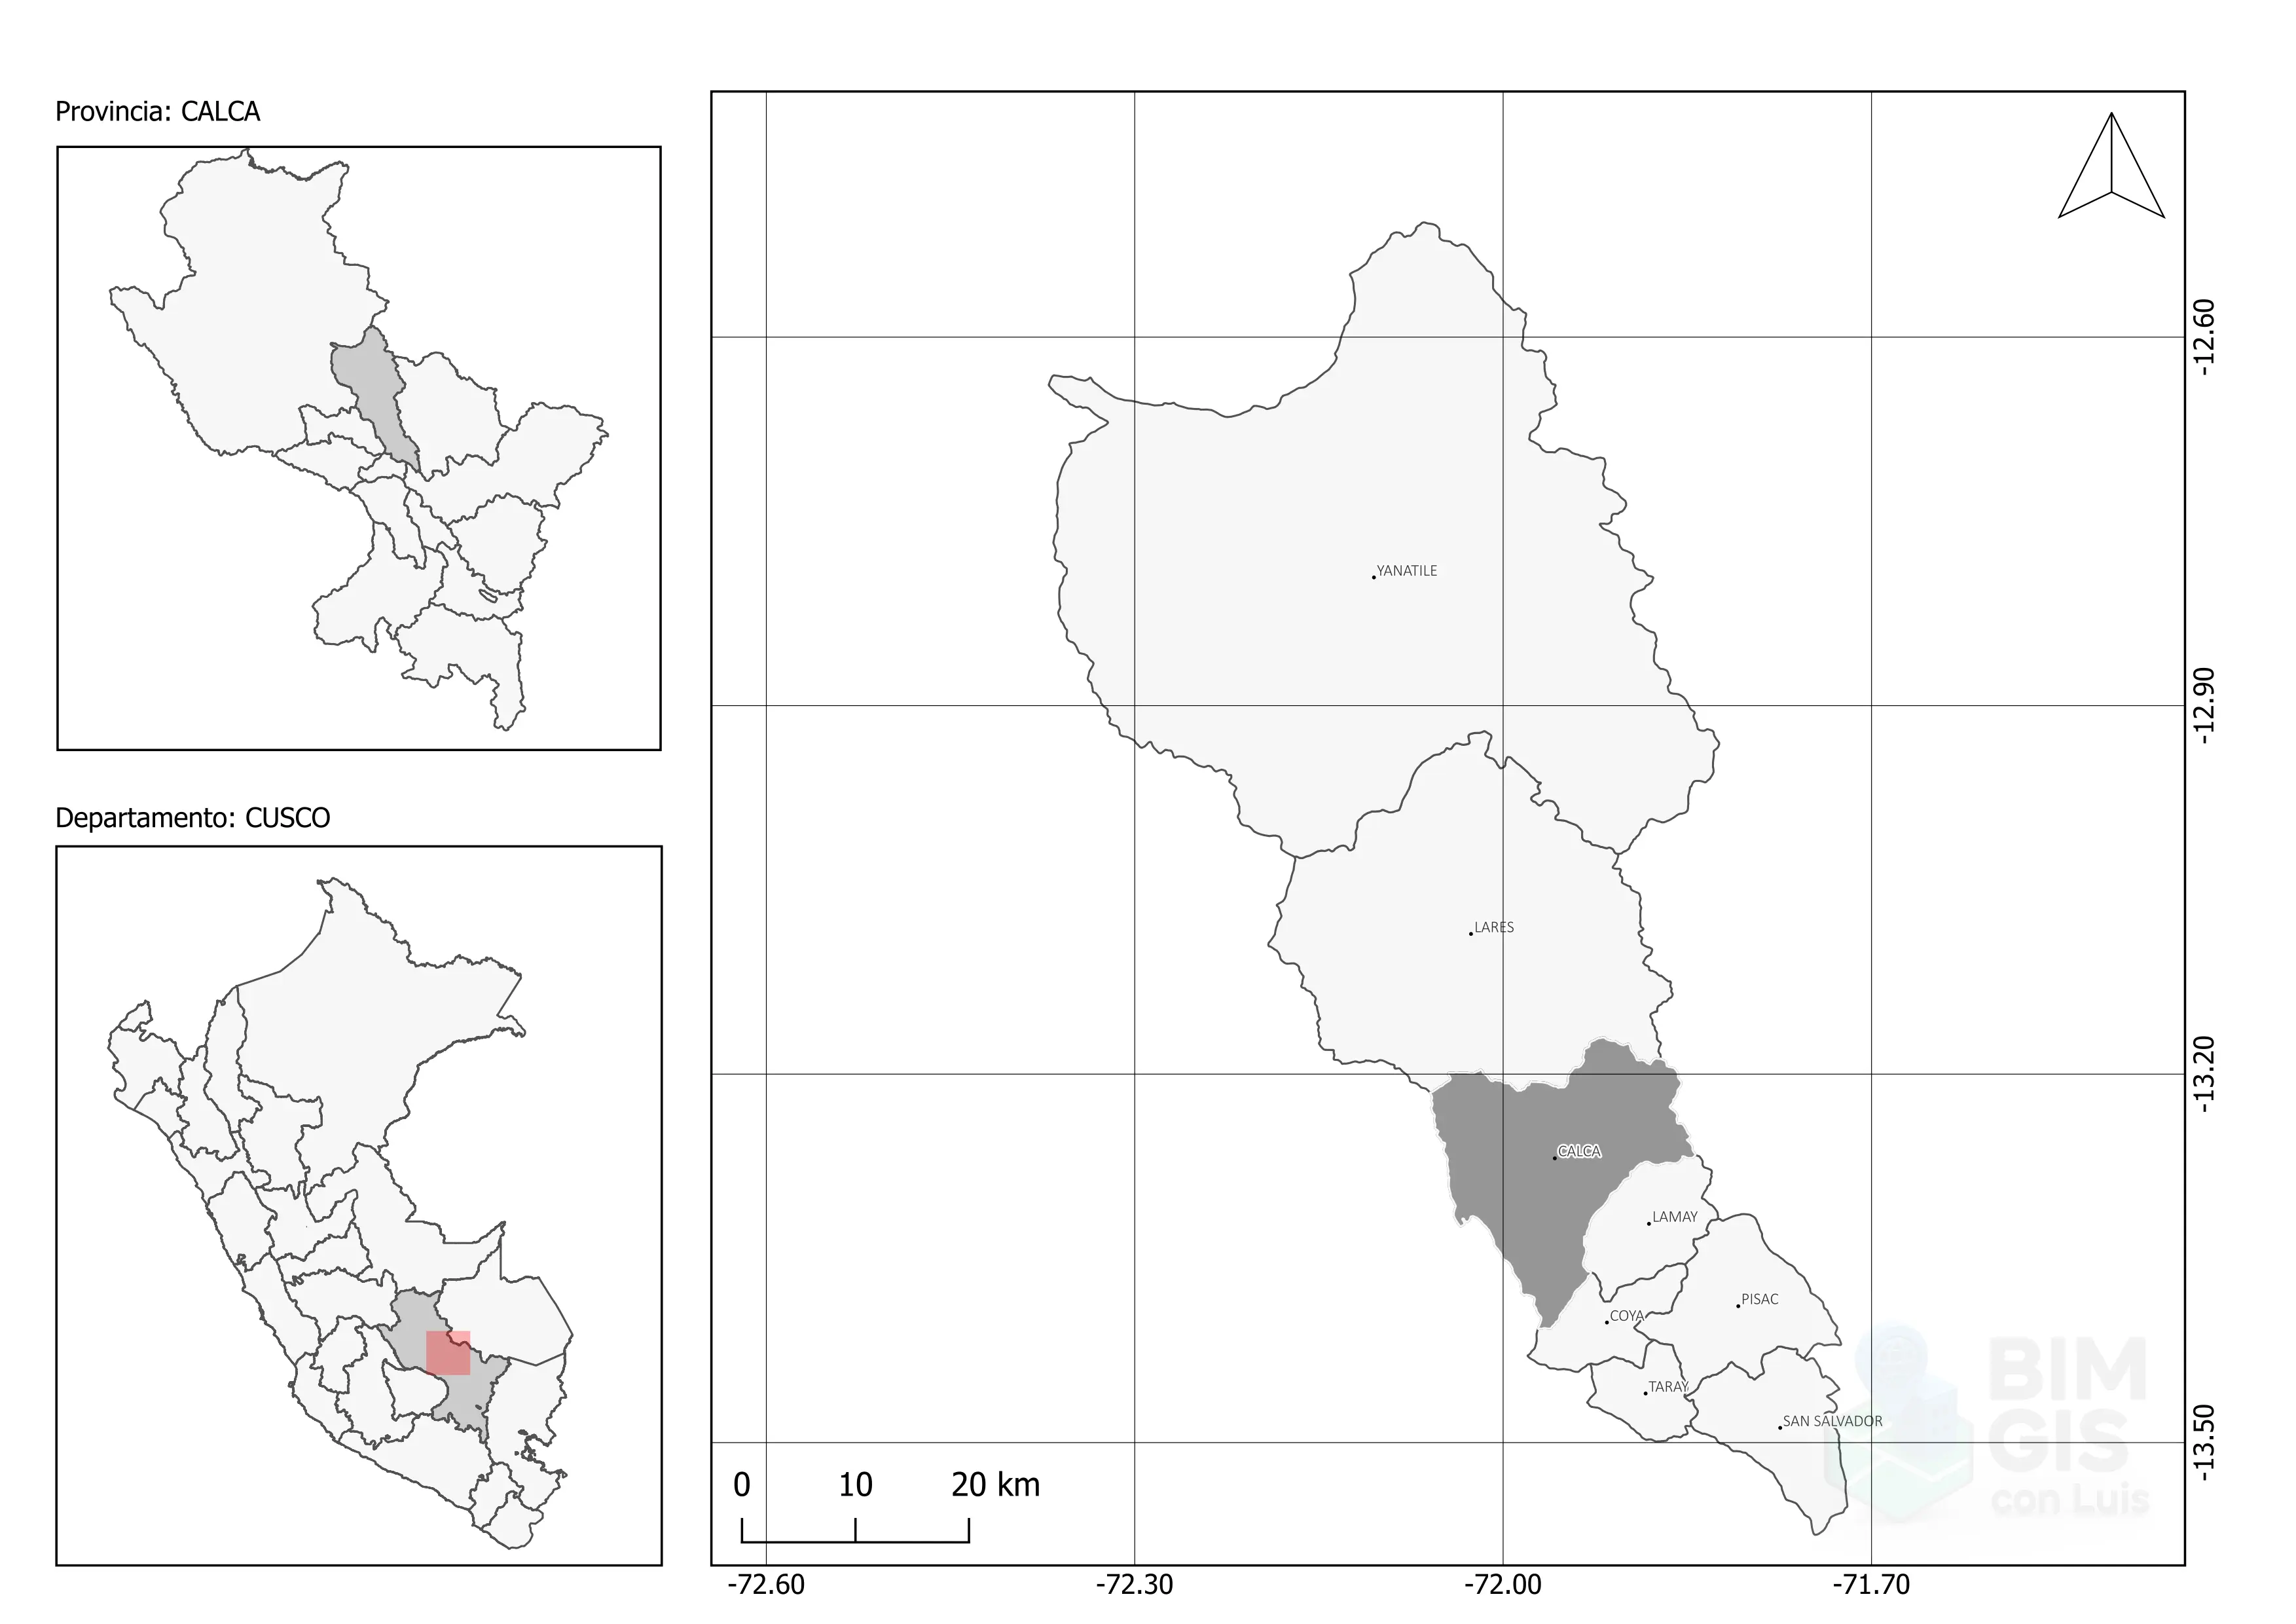 Provincia: CALCA
Departamento: CUSCO
-12.60
-12.90
-13.20
-13.50
YANATILE
LARES
CALCA
LAMAY
PISAC
COYA
TARAY
SAN SALVADOR
BIM
GIS
con Luis
0 10 20 km
-72.60 -72.30 -72.00 -71.70